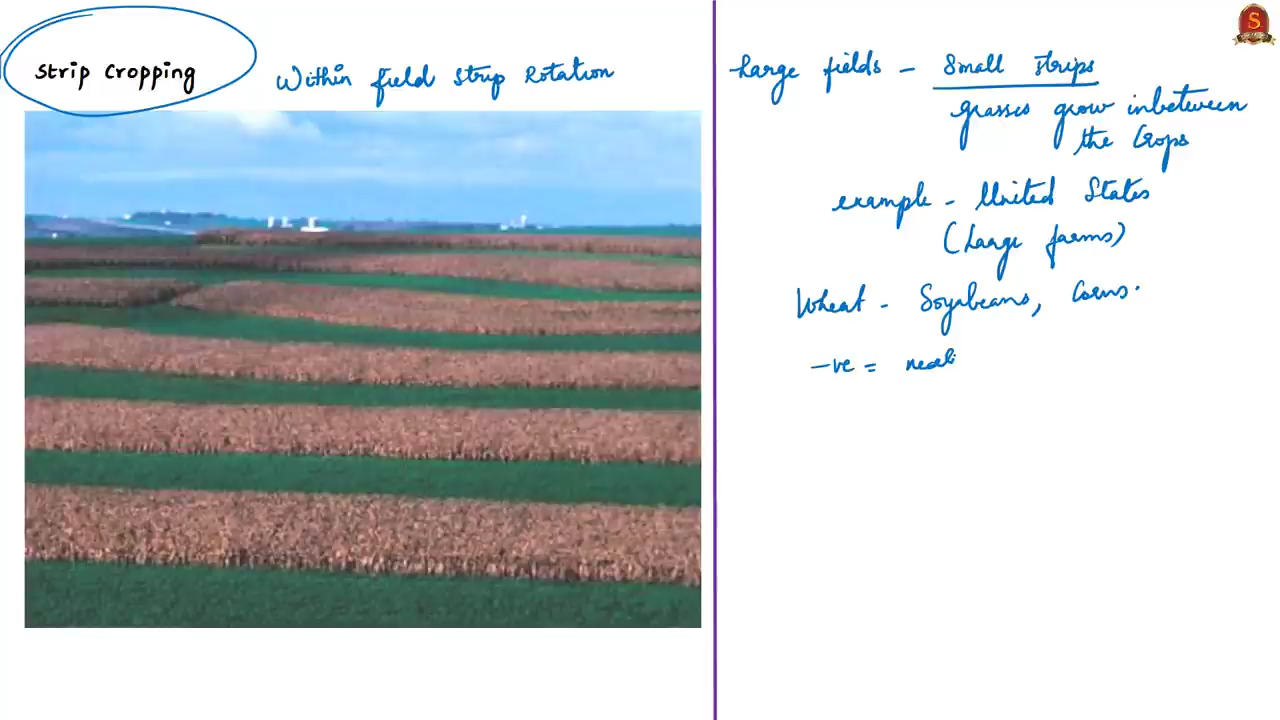 Strip Cropping
Within field Strip Rotation
Large fields - Small strips
grasses grow inbetween
the Crops
example - United States
(Large farms)
Wheat - Soyabeans, Corns.
-ve =
S